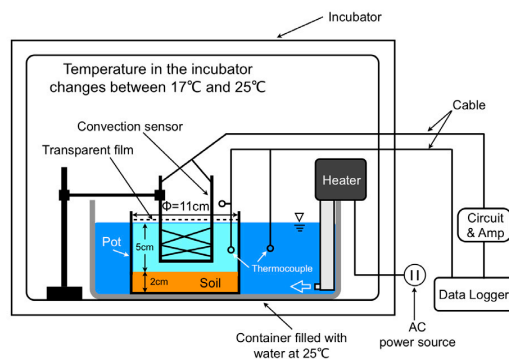 Incubator
Temperature in the incubator
changes between 17℃ and 25℃
Convection sensor
Cable
Transparent film
Heater
Φ=11cm
Circuit
& Amp
Pot
5cm
Thermocouple
2cm
Soil
Data Logger
Container filled with
water at 25℃
AC
power source